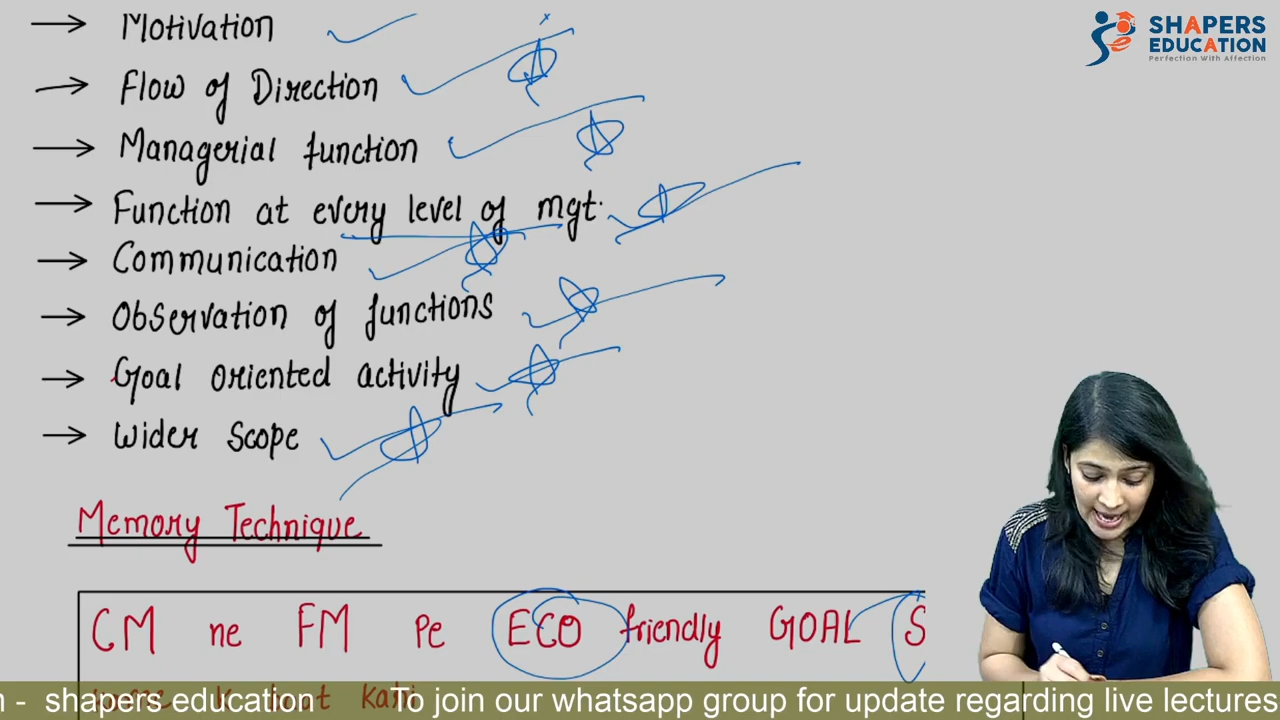 → Motivation
→ Flow of Direction
→ Managerial function
→ Function at every level of mgt.
→ Communication
→ Observation of functions
→ Goal oriented activity
→ Wider Scope
Memory Technique
CM ne FM pe ECO friendly GOAL S
SHAPERS
EDUCATION
Perfection With Affection
- shapers education To join our whatsapp group for update regarding live lectures